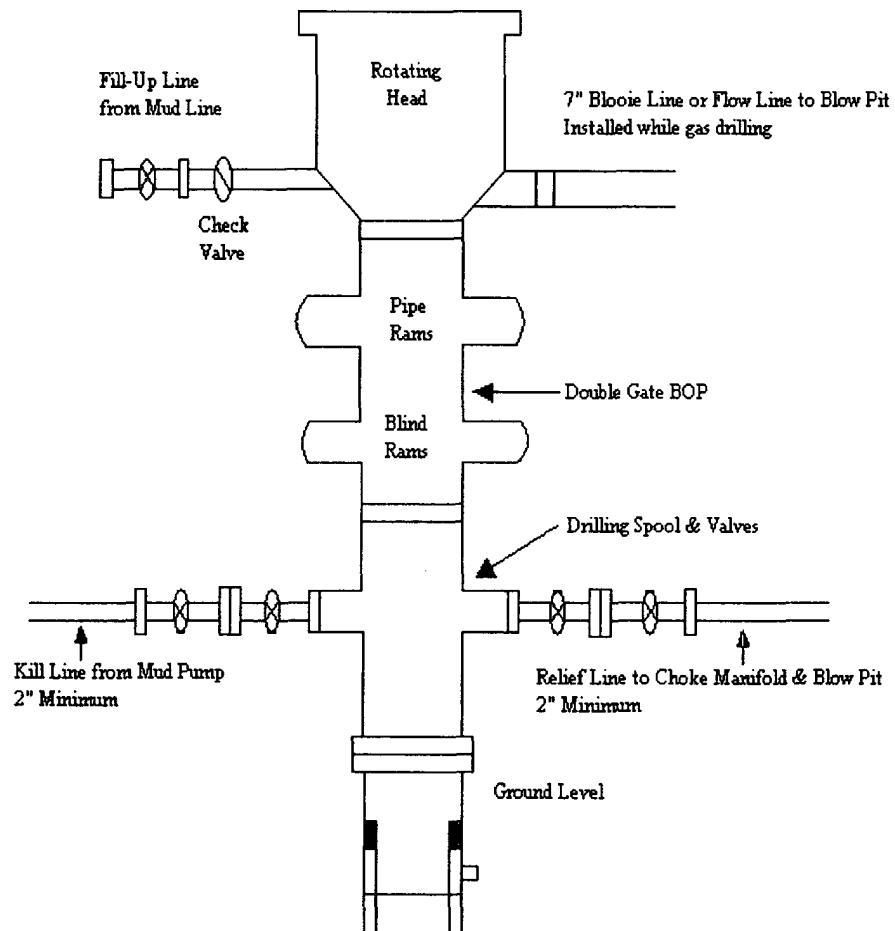 Rotating
Head
Fill-Up Line
from Mud Line
7" Blooie Line or Flow Line to Blow Pit
Installed while gas drilling
Check
Valve
Pipe
Rams
Double Gate BOP
Blind
Rams
Drilling Spool & Valves
Kill Line from Mud Pump
2" Minimum
Relief Line to Choke Manifold & Blow Pit
2" Minimum
Ground Level